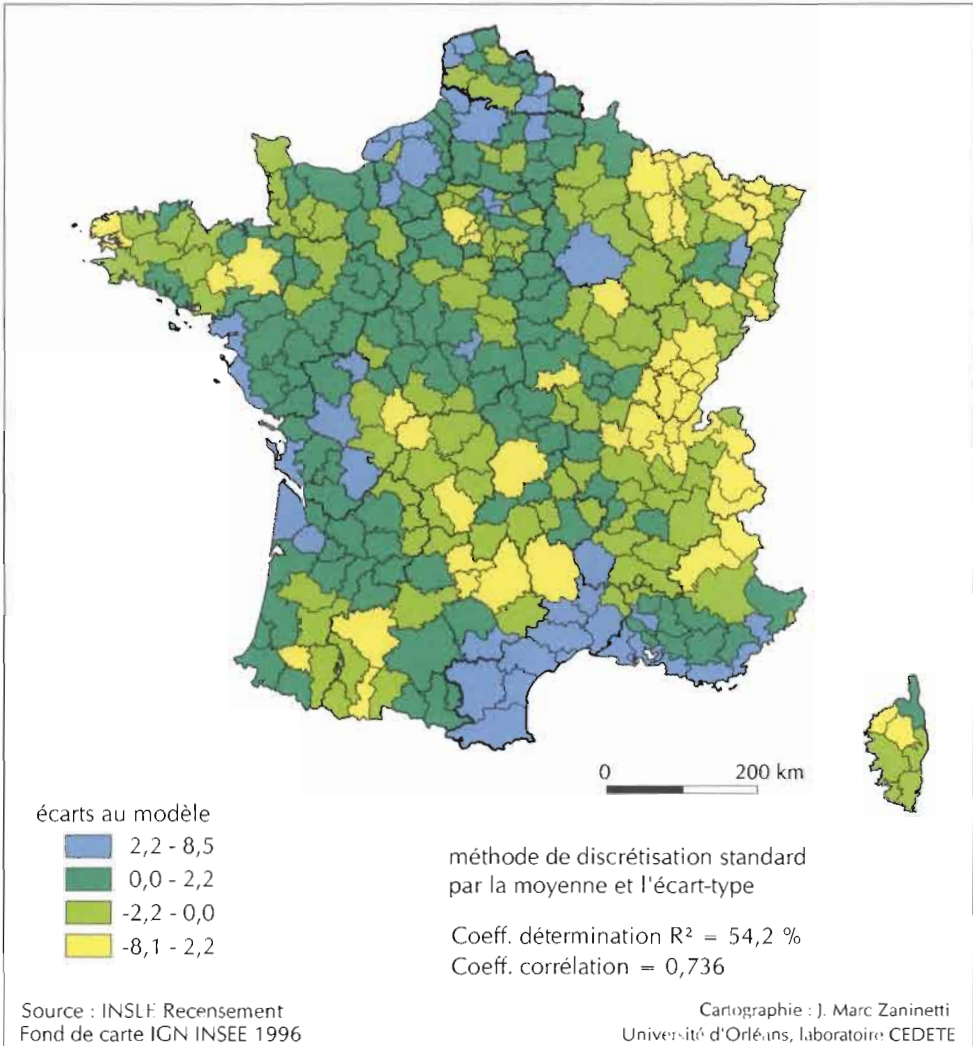 0 200 km
écarts au modèle
2,2 - 8,5
0,0 - 2,2
-2,2 - 0,0
-8,1 - 2,2
méthode de discrétisation standard
par la moyenne et l'écart-type
Coeff. détermination R² = 54,2 %
Coeff. corrélation = 0,736
Source : INSEE Recensement
Fond de carte IGN INSEE 1996
Cartographie : J. Marc Zaninetti
Université d'Orléans, laboratoire CEDETE